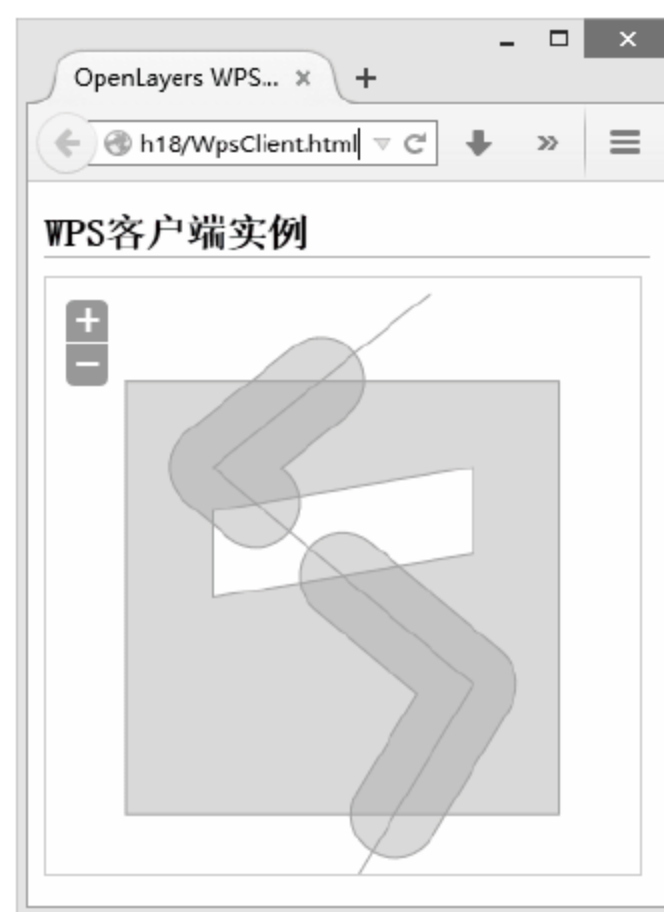 OpenLayers WPS...
h18/WpsClient.html
WPS客户端实例
+
−